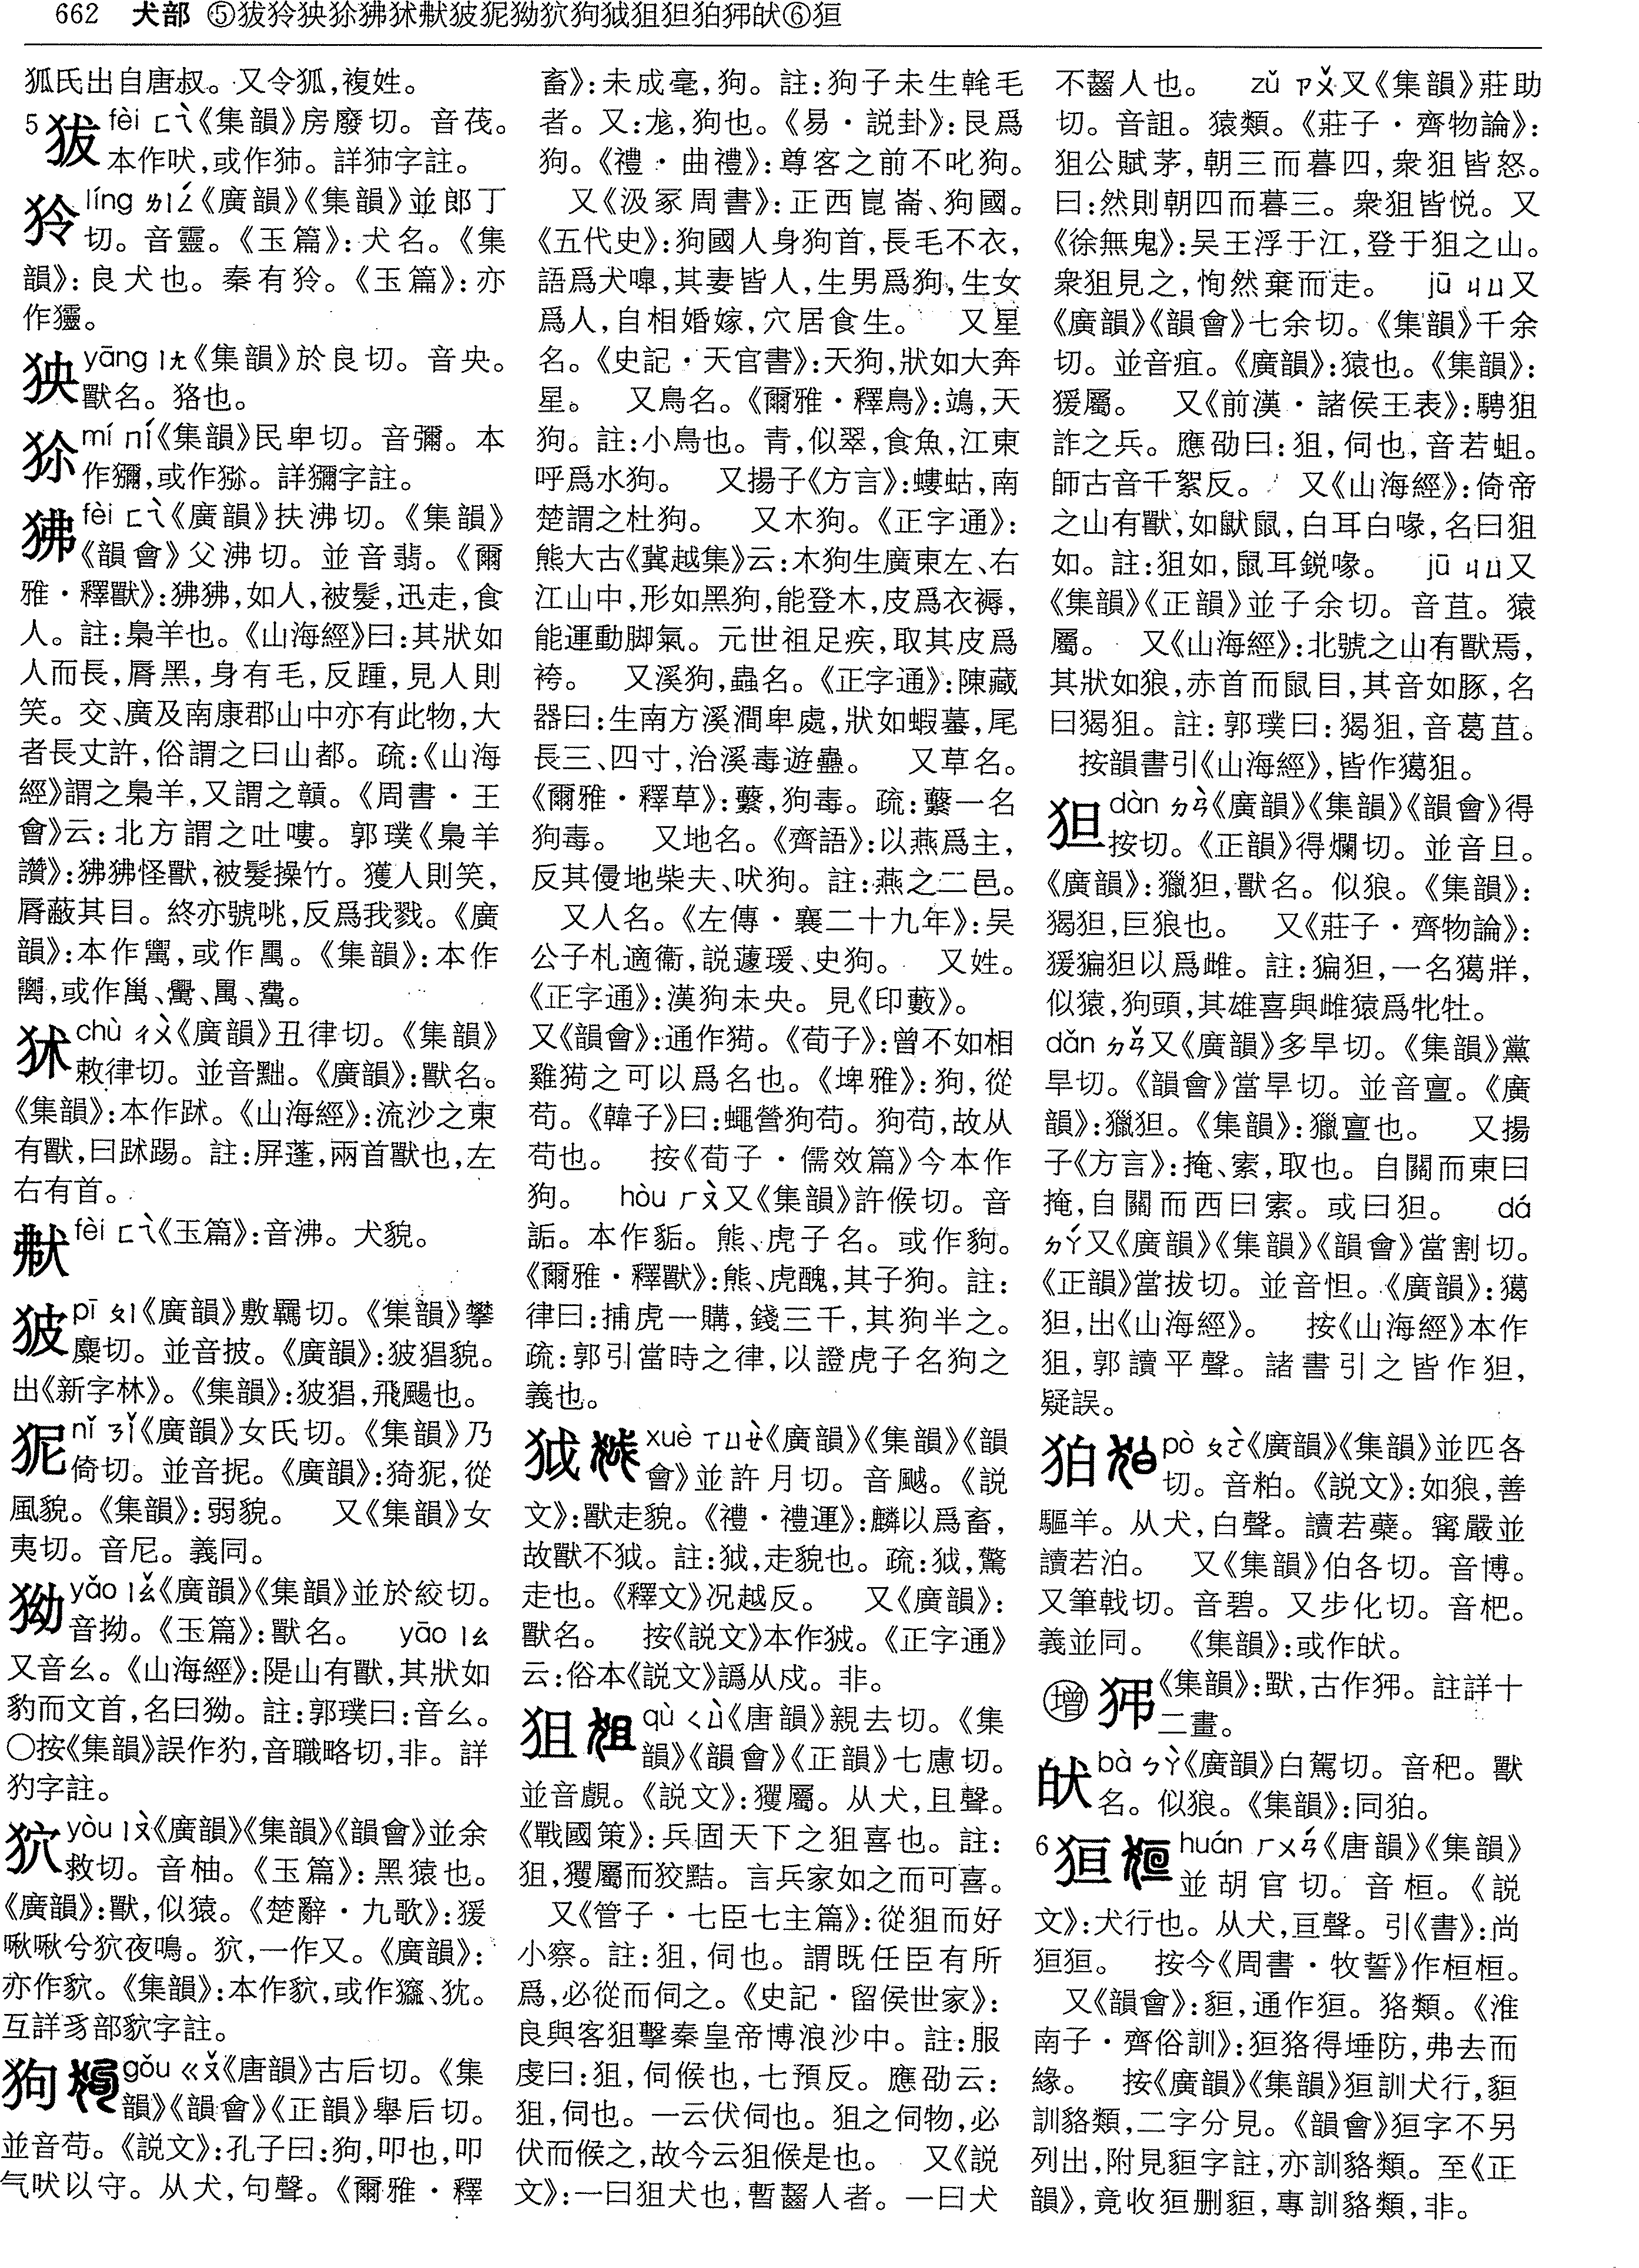 662 犬部 ⑤犮狑狭狝狒狖㹃狓狔㺒狖狗狘狙狚狛㹝㹮⑥狟
狐氏出自唐叔。又令狐,複姓。
5 fèi ㄈㄟˋ《集韻》房廢切。音茷。
本作吠,或作㹲。詳㹲字註。
狑 líng ㄌㄧㄥˊ《廣韻》《集韻》並郎丁
切。音靈。《玉篇》:犬名。《集
韻》:良犬也。秦有狑。《玉篇》:亦
作㺡。
yāng ㄧㄤ《集韻》於良切。音央。
獸名。狢也。
狝 mí ㄇㄧˊ《集韻》民卑切。音彌。本
作獼,或作㺋。詳獼字註。
狒 fèi ㄈㄟˋ《廣韻》扶沸切。《集韻》
《韻會》父沸切。並音翡。《爾
雅·釋獸》:狒狒,如人,被髮,迅走,食
人。註:梟羊也。《山海經》曰:其狀如
人而長,脣黑,身有毛,反踵,見人則
笑。交、廣及南康郡山中亦有此物,大
者長丈許,俗謂之曰山都。疏:《山海
經》謂之梟羊,又謂之贛。《周書·王
會》云:北方謂之吐嘍。郭璞《梟羊
讚》:狒狒怪獸,被髮操竹。獲人則笑,
脣蔽其目。終亦號咷,反爲我戮。《廣
韻》:本作,或作。《集韻》:本作
,或作。
chù ㄔㄨˋ《廣韻》丑律切。《集韻》
敕律切。並音黜。《廣韻》:獸名。
《集韻》:本作䟣。《山海經》:流沙之東
有獸,曰䟣踢。註:屏蓬,兩首獸也,左
右有首。
fèi ㄈㄟˋ《玉篇》:音沸。犬貌。
狓 pī ㄆㄧ《廣韻》敷羈切。《集韻》攀
糜切。並音披。《廣韻》:狓猖貌。
出《新字林》。《集韻》:狓猖,飛颺也。
狔 nǐ ㄋㄧˇ《廣韻》女氏切。《集韻》乃
倚切。並音抳。《廣韻》:猗狔,從
風貌。《集韻》:弱貌。 又《集韻》女
夷切。音尼。義同。
㺒 yǎo ㄧㄠˇ《廣韻》《集韻》並於絞切。
音拗。《玉篇》:獸名。 yāo ㄧㄠ
又音幺。《山海經》:隄山有獸,其狀如
豹而文首,名曰㺒。註:郭璞曰:音幺。
〇按《集韻》誤作犳,音職略切,非。詳
犳字註。
狖 yòu ㄧㄡˋ《廣韻》《集韻》《韻會》並余
救切。音柚。《玉篇》:黑猿也。
《廣韻》:獸,似猿。《楚辭·九歌》:猨
啾啾兮狖夜鳴。狖,一作又。《廣韻》:
亦作貁。《集韻》:本作貁,或作、犹。
互詳豸部貁字註。
狗 gǒu ㄍㄡˇ《唐韻》古后切。《集
韻》《韻會》《正韻》舉后切。
並音苟。《説文》:孔子曰:狗,叩也,叩
气吠以守。从犬,句聲。《爾雅·釋
畜》:未成毫,狗。註:狗子未生乾毛
者。又:尨,狗也。《易·説卦》:艮爲
狗。《禮·曲禮》:尊客之前不叱狗。
又《汲冢周書》:正西崑崙、狗國。
《五代史》:狗國人身狗首,長毛不衣,
語爲犬嘷,其妻皆人,生男爲狗,生女
爲人,自相婚嫁,穴居食生。 又星
名。《史記·天官書》:天狗,狀如大奔
星。 又鳥名。《爾雅·釋鳥》:鴗,天
狗。註:小鳥也。青,似翠,食魚,江東
呼爲水狗。 又揚子《方言》:螻蛄,南
楚謂之杜狗。 又木狗。《正字通》:
熊大古《冀越集》云:木狗生廣東左、右
江山中,形如黑狗,能登木,皮爲衣褥,
能運動脚氣。元世祖足疾,取其皮爲
袴。 又溪狗,蟲名。《正字通》:陳藏
器曰:生南方溪澗卑處,狀如蝦蟇,尾
長三、四寸,治溪毒遊蠱。 又草名。
《爾雅·釋草》:蘩,狗毒。疏:蘩一名
狗毒。 又地名。《齊語》:以燕爲主,
反其侵地柴夫、吠狗。註:燕之二邑。
又人名。《左傳·襄二十九年》:吴
公子札適衞,説蘧瑗、史狗。 又姓。
《正字通》:漢狗未央。見《印藪》。
又《韻會》:通作㺃。《荀子》:曾不如相
雞㺃之可以爲名也。《埤雅》:狗,從
苟。《韓子》曰:蠅營狗苟。狗苟,故从
苟也。 按《荀子·儒效篇》今本作
狗。 hòu ㄏㄡˋ又《集韻》許候切。音
詬。本作㺃。熊、虎子名。或作豿。
《爾雅·釋獸》:熊、虎醜,其子狗。註:
律曰:捕虎一購,錢三千,其狗半之。
疏:郭引當時之律,以證虎子名狗之
義也。
狘 xuè ㄒㄩㄝˋ《廣韻》《集韻》《韻
會》並許月切。音䬂。《説
文》:獸走貌。《禮·禮運》:麟以爲畜,
故獸不狘。註:狘,走貌也。疏:狘,驚
走也。《釋文》况越反。 又《廣韻》:
獸名。 按《説文》本作狘。《正字通》
云:俗本《説文》譌从戍。非。
狙 qù ㄑㄩˋ《唐韻》親去切。《集
韻》《韻會》《正韻》七慮切。
並音覰。《説文》:玃屬。从犬,且聲。
《戰國策》:兵固天下之狙喜也。註:
狙,玃屬而狡黠。言兵家如之而可喜。
又《管子·七臣七主篇》:從狙而好
小察。註:狙,伺也。謂既任臣有所
爲,必從而伺之。《史記·留侯世家》:
良與客狙擊秦皇帝博浪沙中。註:服
虔曰:狙,伺候也,七預反。應劭云:
狙,伺也。一云伏伺也。狙之伺物,必
伏而候之,故今云狙候是也。 又《説
文》:一曰狙犬也,暫齧人者。一曰犬
不齧人也。 zǔ ㄗㄨˇ又《集韻》莊助
切。音詛。猿類。《莊子·齊物論》:
狙公賦茅,朝三而暮四,衆狙皆怒。
曰:然則朝四而暮三。衆狙皆悦。又
《徐無鬼》:吴王浮于江,登于狙之山。
衆狙見之,恂然棄而走。 jū ㄐㄩ又
《廣韻》《韻會》七余切。《集韻》千余
切。並音疽。《廣韻》:猿也。《集韻》:
猨屬。 又《前漢·諸侯王表》:騁狙
詐之兵。應劭曰:狙,伺也,音若蛆。
師古音千絮反。 又《山海經》:倚帝
之山有獸,如鼣鼠,白耳白喙,名曰狙
如。註:狙如,鼠耳鋭喙。 jū ㄐㄩ又
《集韻》《正韻》並子余切。音苴。猿
屬。 又《山海經》:北號之山有獸焉,
其狀如狼,赤首而鼠目,其音如豚,名
曰猲狙。註:郭璞曰:猲狙,音葛苴。
按韻書引《山海經》,皆作獦狙。
狚 dàn ㄉㄢˋ《廣韻》《集韻》《韻會》得
按切。《正韻》得爛切。並音旦。
《廣韻》:獵狚,獸名。似狼。《集韻》:
猲狚,巨狼也。 又《莊子·齊物論》:
猨猵狚以爲雌。註:猵狚,一名獦牂,
似猿,狗頭,其雄喜與雌猿爲牝牡。
dǎn ㄉㄢˇ又《廣韻》多旱切。《集韻》黨
旱切。《韻會》當旱切。並音亶。《廣
韻》:獵狚。《集韻》:獵亶也。 又揚
子《方言》:掩、索,取也。自關而東曰
掩,自關而西曰索。或曰狚。 dá
ㄉㄚˊ又《廣韻》《集韻》《韻會》當割切。
《正韻》當拔切。並音怛。《廣韻》:獦
狚,出《山海經》。 按《山海經》本作
狙,郭讀平聲。諸書引之皆作狚,
疑誤。
狛 pò ㄆㄛˋ《廣韻》《集韻》並匹各
切。音粕。《説文》:如狼,善
驅羊。从犬,白聲。讀若蘗。甯嚴並
讀若泊。 又《集韻》伯各切。音博。
又筆戟切。音碧。又步化切。音杷。
義並同。 《集韻》:或作㹮。
增 《集韻》:獸,古作。註詳十
二畫。
bà ㄅㄚˋ《廣韻》白駕切。音䎱。獸
名。似狼。《集韻》:同狛。
6 狟 huán ㄏㄨㄢˊ《唐韻》《集韻》
並胡官切。音桓。《説
文》:犬行也。从犬,亘聲。引《書》:尚
狟狟。 按今《周書·牧誓》作桓桓。
又《韻會》:貆,通作狟。狢類。《淮
南子·齊俗訓》:狟狢得埵防,弗去而
緣。 按《廣韻》《集韻》狟訓犬行,貆
訓貉類,二字分見。《韻會》狟字不另
列出,附見貆字註,亦訓貉類。至《正
韻》,竟收狟删貆,專訓貉類,非。